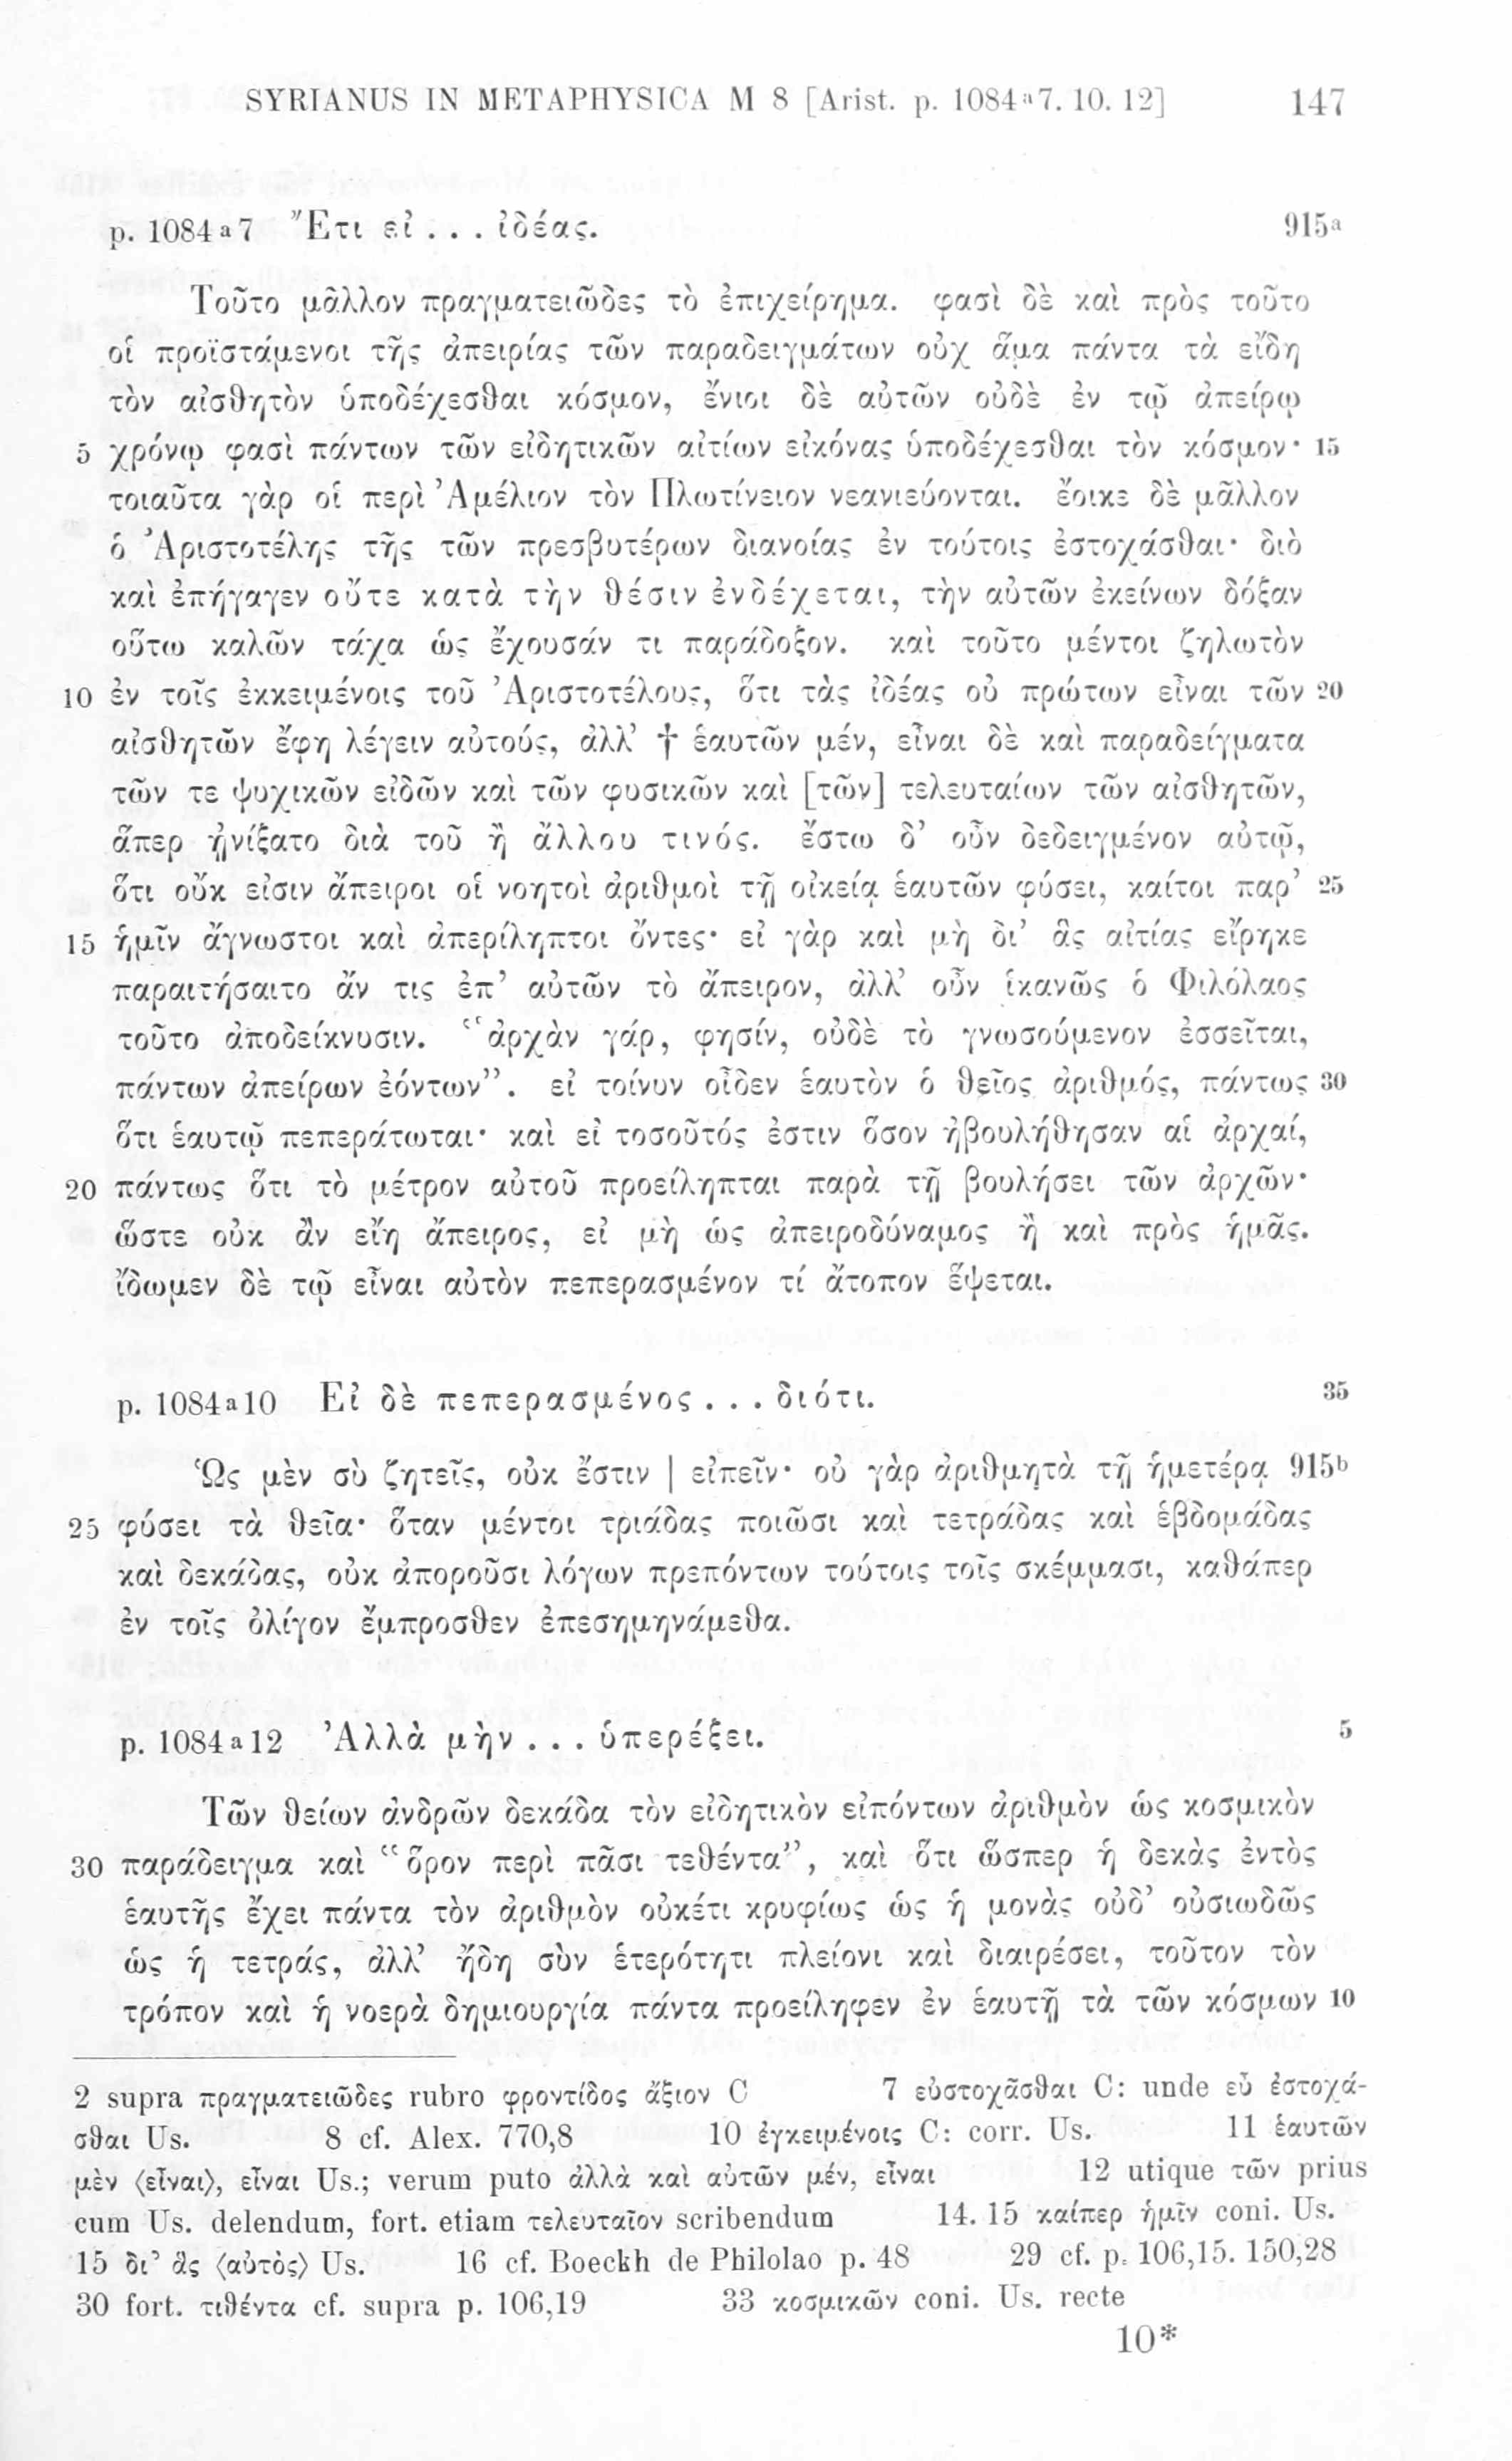 SYRIANUS IN METAPHYSICA M 8 [Arist. p. 1084ᵃ7. 10. 12] 147
p. 1084ᵃ7 Ἔτι εἰ . . . ἰδέας. 915ᵃ
Τοῦτο μᾶλλον πραγματειῶδες τὸ ἐπιχείρημα. φασὶ δὲ καὶ πρὸς τοῦτο
οἱ προϊστάμενοι τῆς ἀπειρίας τῶν παραδειγμάτων οὐχ ἅμα πάντα τὰ εἴδη
τὸν αἰσθητὸν ὑποδέχεσθαι κόσμον, ἔνιοι δὲ αὐτῶν οὐδὲ ἐν τῷ ἀπείρῳ
5 χρόνῳ φασὶ πάντων τῶν εἰδητικῶν αἰτίων εἰκόνας ὑποδέχεσθαι τὸν κόσμον· 15
τοιαῦτα γὰρ οἱ περὶ Ἀμέλιον τὸν Πλωτίνειον νεανιεύονται. ἔοικε δὲ μᾶλλον
ὁ Ἀριστοτέλης τῆς τῶν πρεσβυτέρων διανοίας ἐν τούτοις ἐστοχάσθαι· διὸ
καὶ ἐπήγαγεν οὔτε κατὰ τὴν θέσιν ἐνδέχεται, τὴν αὐτῶν ἐκείνων δόξαν
οὕτω καλῶν τάχα ὡς ἔχουσάν τι παράδοξον. καὶ τοῦτο μέντοι ζηλωτὸν
10 ἐν τοῖς ἐκκειμένοις τοῦ Ἀριστοτέλους, ὅτι τὰς ἰδέας οὐ πρώτων εἶναι τῶν 20
αἰσθητῶν ἔφη λέγειν αὐτούς, ἀλλ’ † ἑαυτῶν μέν, εἶναι δὲ καὶ παραδείγματα
τῶν τε ψυχικῶν εἰδῶν καὶ τῶν φυσικῶν καὶ [τῶν] τελευταίων τῶν αἰσθητῶν,
ἅπερ ᾐνίξατο διὰ τοῦ ἢ ἄλλου τινός. ἔστω δ’ οὖν δεδειγμένον αὐτῷ,
ὅτι οὔκ εἰσιν ἄπειροι οἱ νοητοὶ ἀριθμοὶ τῇ οἰκείᾳ ἑαυτῶν φύσει, καίτοι παρ’ 25
15 ἡμῖν ἄγνωστοι καὶ ἀπερίληπτοι ὄντες· εἰ γὰρ καὶ μὴ δι’ ἃς αἰτίας εἴρηκε
παραιτήσαιτο ἄν τις ἐπ’ αὐτῶν τὸ ἄπειρον, ἀλλ’ οὖν ἱκανῶς ὁ Φιλόλαος
τοῦτο ἀποδείκνυσιν. “ἀρχὰν γάρ, φησίν, οὐδὲ τὸ γνωσούμενον ἐσσεῖται,
πάντων ἀπείρων ἐόντων”. εἰ τοίνυν οἶδεν ἑαυτὸν ὁ θεῖος ἀριθμός, πάντως 30
ὅτι ἑαυτῷ πεπεράτωται· καὶ εἰ τοσοῦτός ἐστιν ὅσον ἠβουλήθησαν αἱ ἀρχαί,
20 πάντως ὅτι τὸ μέτρον αὐτοῦ προείληπται παρὰ τῇ βουλήσει τῶν ἀρχῶν·
ὥστε οὐκ ἂν εἴη ἄπειρος, εἰ μὴ ὡς ἀπειροδύναμος ἢ καὶ πρὸς ἡμᾶς.
ἴδωμεν δὲ τῷ εἶναι αὐτὸν πεπερασμένον τί ἄτοπον ἕψεται.
p. 1084ᵃ10 Εἰ δὲ πεπερασμένος . . . διότι. 35
Ὡς μὲν σὺ ζητεῖς, οὐκ ἔστιν | εἰπεῖν· οὐ γὰρ ἀριθμητὰ τῇ ἡμετέρᾳ 915ᵇ
25 φύσει τὰ θεῖα· ὅταν μέντοι τριάδας ποιῶσι καὶ τετράδας καὶ ἑβδομάδας
καὶ δεκάδας, οὐκ ἀποροῦσι λόγων πρεπόντων τούτοις τοῖς σκέμμασι, καθάπερ
ἐν τοῖς ὀλίγον ἔμπροσθεν ἐπεσημηνάμεθα.
p. 1084ᵃ12 Ἀλλὰ μὴν . . . ὑπερέξει. 5
Τῶν θείων ἀνδρῶν δεκάδα τὸν εἰδητικὸν εἰπόντων ἀριθμὸν ὡς κοσμικὸν
30 παράδειγμα καὶ “ὅρον περὶ πᾶσι τεθέντα”, καὶ ὅτι ὥσπερ ἡ δεκὰς ἐντὸς
ἑαυτῆς ἔχει πάντα τὸν ἀριθμὸν οὐκέτι κρυφίως ὡς ἡ μονὰς οὐδ’ οὐσιωδῶς
ὡς ἡ τετράς, ἀλλ’ ἤδη σὺν ἑτερότητι πλείονι καὶ διαιρέσει, τοῦτον τὸν
τρόπον καὶ ἡ νοερὰ δημιουργία πάντα προείληφεν ἐν ἑαυτῇ τὰ τῶν κόσμων 10
2 supra πραγματειῶδες rubro φροντίδος ἄξιον C 7 εὐστοχᾶσθαι C: unde εὖ ἐστοχά-
σθαι Us. 8 cf. Alex. 770,8 10 ἐγκειμένοις C: corr. Us. 11 ἑαυτῶν
μὲν ⟨εἶναι⟩, εἶναι Us.; verum puto ἀλλὰ καὶ αὐτῶν μέν, εἶναι 12 utique τῶν prius
cum Us. delendum, fort. etiam τελευταῖον scribendum 14. 15 καίπερ ἡμῖν coni. Us.
15 δι’ ἃς ⟨αὐτὸς⟩ Us. 16 cf. Boeckh de Philolao p. 48 29 cf. p. 106,15. 150,28
30 fort. τιθέντα cf. supra p. 106,19 33 κοσμικῶν coni. Us. recte
10*